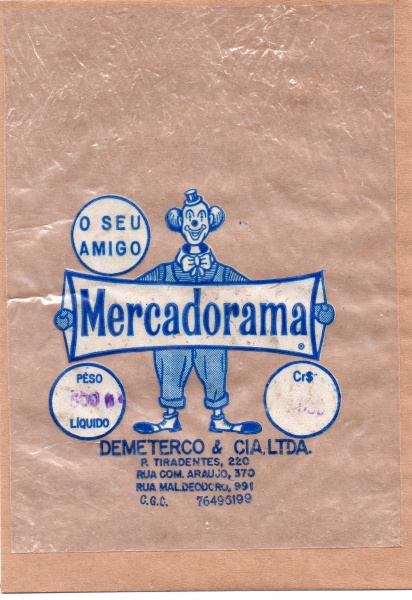 O SEU
AMIGO
Mercadorama
®
PÊSO
500
LÍQUIDO
Cr$
DEMETERCO & CIA. LTDA.
P. TIRADENTES, 220
RUA COM. ARAUJO, 370
RUA MAL.DEODORO, 991
C.G.C. 76495199